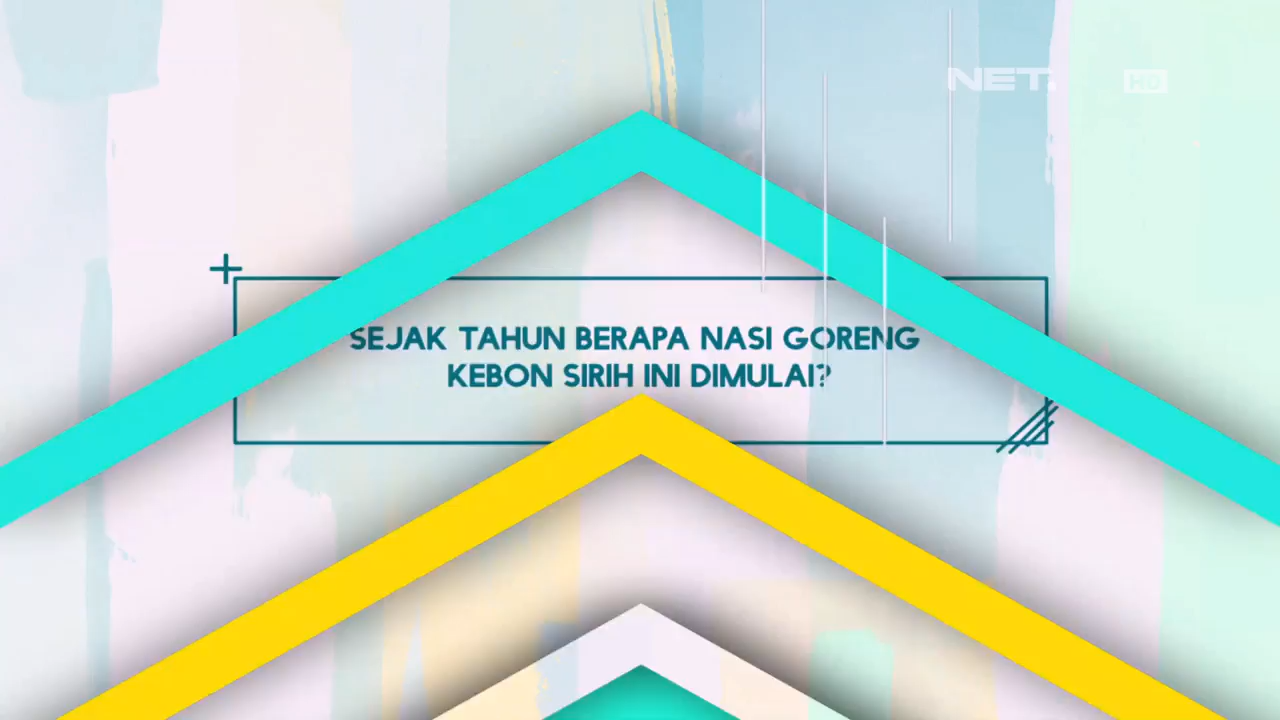 NET.
HD
SEJAK TAHUN BERAPA NASI GORENG
KEBON SIRIH INI DIMULAI?